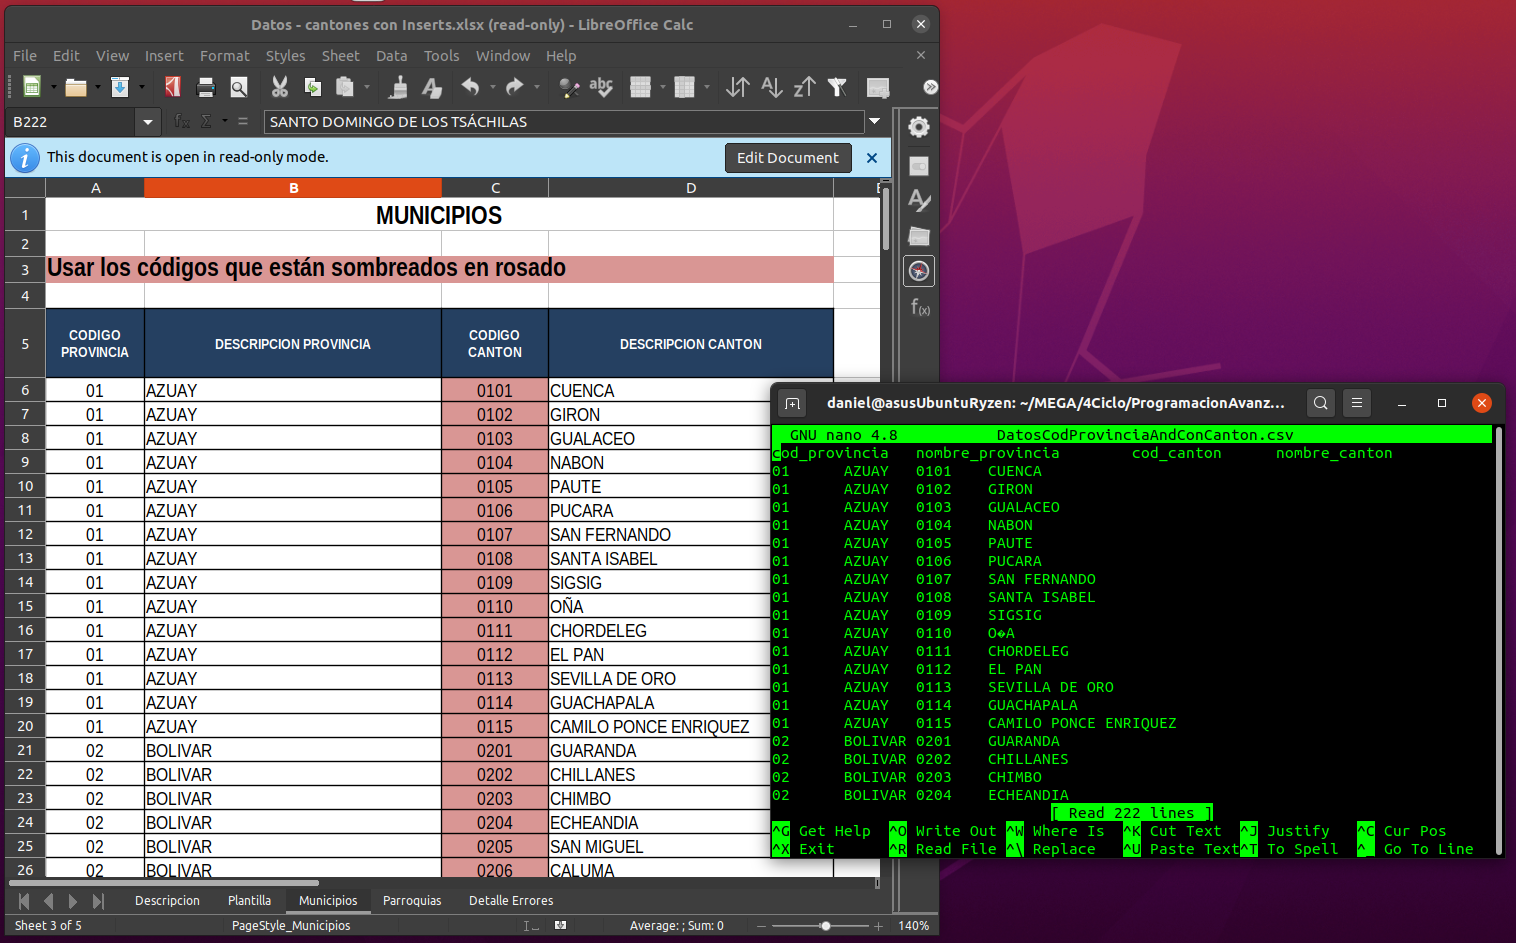 Datos - cantones con Inserts.xlsx (read-only) - LibreOffice Calc
File Edit View Insert Format Styles Sheet Data Tools Window Help
B222 SANTO DOMINGO DE LOS TSÁCHILAS
This document is open in read-only mode. Edit Document
A B C D
1 MUNICIPIOS
2
3 Usar los códigos que están sombreados en rosado
4
5 CODIGO PROVINCIA DESCRIPCION PROVINCIA CODIGO CANTON DESCRIPCION CANTON
6 01 AZUAY 0101 CUENCA
7 01 AZUAY 0102 GIRON
8 01 AZUAY 0103 GUALACEO
9 01 AZUAY 0104 NABON
10 01 AZUAY 0105 PAUTE
11 01 AZUAY 0106 PUCARA
12 01 AZUAY 0107 SAN FERNANDO
13 01 AZUAY 0108 SANTA ISABEL
14 01 AZUAY 0109 SIGSIG
15 01 AZUAY 0110 OÑA
16 01 AZUAY 0111 CHORDELEG
17 01 AZUAY 0112 EL PAN
18 01 AZUAY 0113 SEVILLA DE ORO
19 01 AZUAY 0114 GUACHAPALA
20 01 AZUAY 0115 CAMILO PONCE ENRIQUEZ
21 02 BOLIVAR 0201 GUARANDA
22 02 BOLIVAR 0202 CHILLANES
23 02 BOLIVAR 0203 CHIMBO
24 02 BOLIVAR 0204 ECHEANDIA
25 02 BOLIVAR 0205 SAN MIGUEL
26 02 BOLIVAR 0206 CALUMA
Descripcion Plantilla Municipios Parroquias Detalle Errores
Sheet 3 of 5 PageStyle_Municipios Average: ; Sum: 0 140%
daniel@asusUbuntuRyzen: ~/MEGA/4Ciclo/ProgramacionAvanz...
GNU nano 4.8 DatosCodProvinciaAndConCanton.csv
cod_provincia nombre_provincia cod_canton nombre_canton
01 AZUAY 0101 CUENCA
01 AZUAY 0102 GIRON
01 AZUAY 0103 GUALACEO
01 AZUAY 0104 NABON
01 AZUAY 0105 PAUTE
01 AZUAY 0106 PUCARA
01 AZUAY 0107 SAN FERNANDO
01 AZUAY 0108 SANTA ISABEL
01 AZUAY 0109 SIGSIG
01 AZUAY 0110 O�A
01 AZUAY 0111 CHORDELEG
01 AZUAY 0112 EL PAN
01 AZUAY 0113 SEVILLA DE ORO
01 AZUAY 0114 GUACHAPALA
01 AZUAY 0115 CAMILO PONCE ENRIQUEZ
02 BOLIVAR 0201 GUARANDA
02 BOLIVAR 0202 CHILLANES
02 BOLIVAR 0203 CHIMBO
02 BOLIVAR 0204 ECHEANDIA
[ Read 222 lines ]
^G Get Help ^O Write Out ^W Where Is ^K Cut Text ^J Justify ^C Cur Pos
^X Exit ^R Read File ^\ Replace ^U Paste Text ^T To Spell ^_ Go To Line